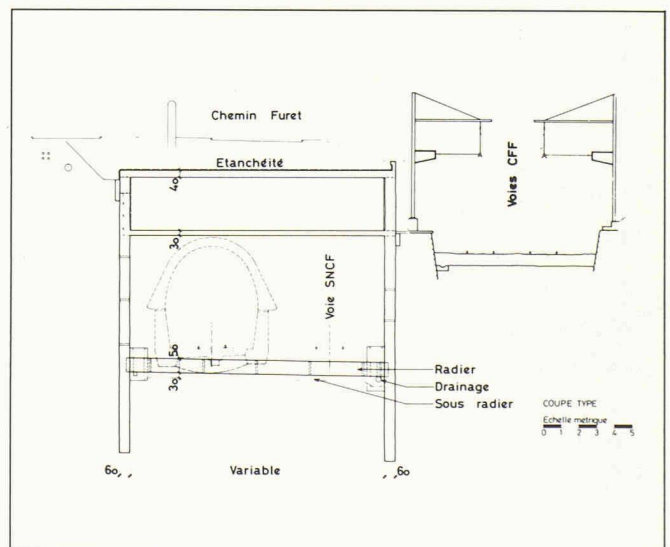 Chemin Furet
Etanchéité
40
30
Voies CFF
Voie SNCF
50
30
Radier
Drainage
Sous radier
COUPE TYPE
Echelle métrique
0 1 2 3 4 5
60
Variable
60